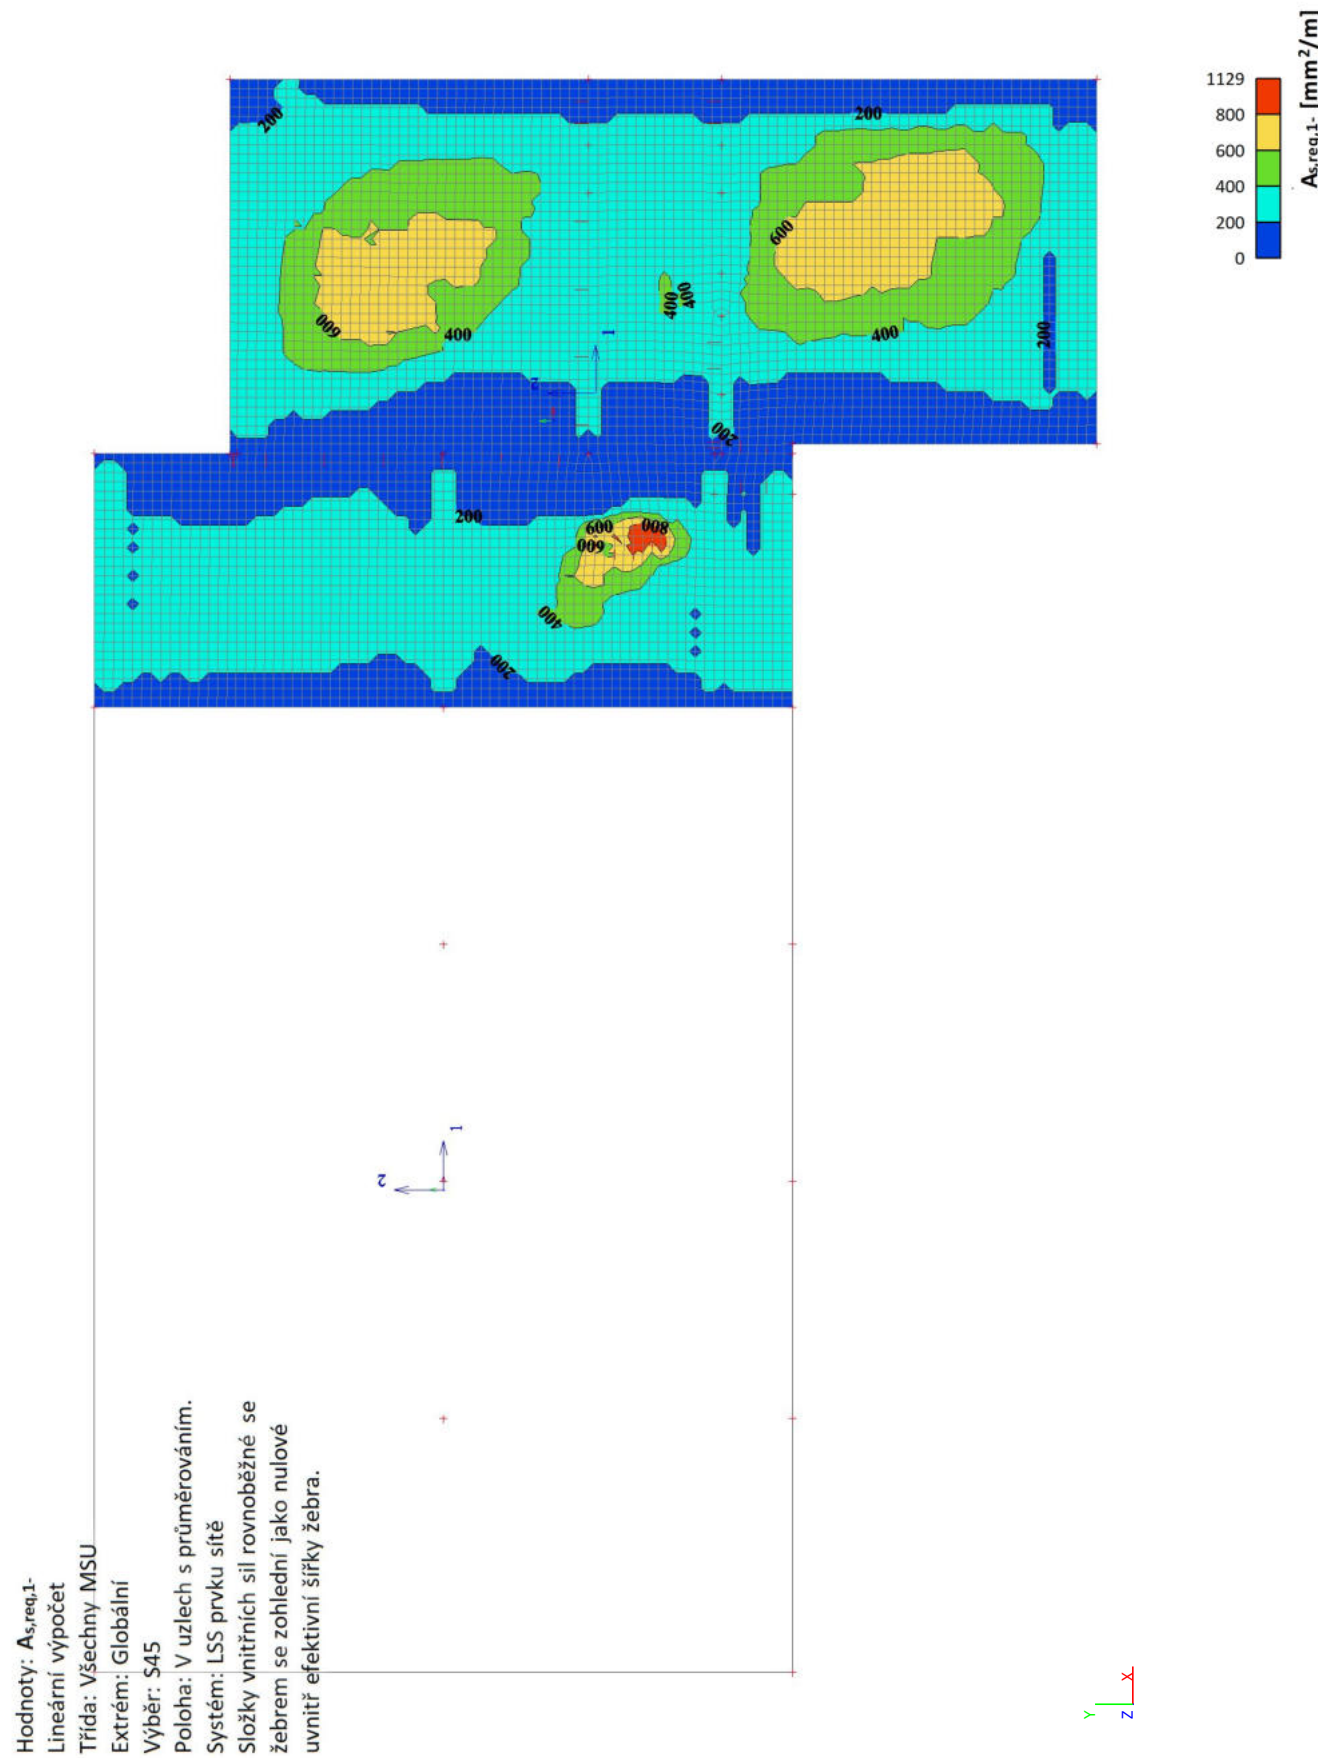 Hodnoty: As,req,1-
Lineární výpočet
Třída: Všechny MSU
Extrém: Globální
Výběr: S45
Poloha: V uzlech s průměrováním.
Systém: LSS prvku sítě
Složky vnitřních sil rovnoběžné se
žebrem se zohlední jako nulové
uvnitř efektivní šířky žebra.
As,req,1- [mm²/m]
1129
800
600
400
200
0
200
200
600
600
400
400
400
400
200
1
2
200
200
600
800
600
400
200
1
2
Y
Z
X